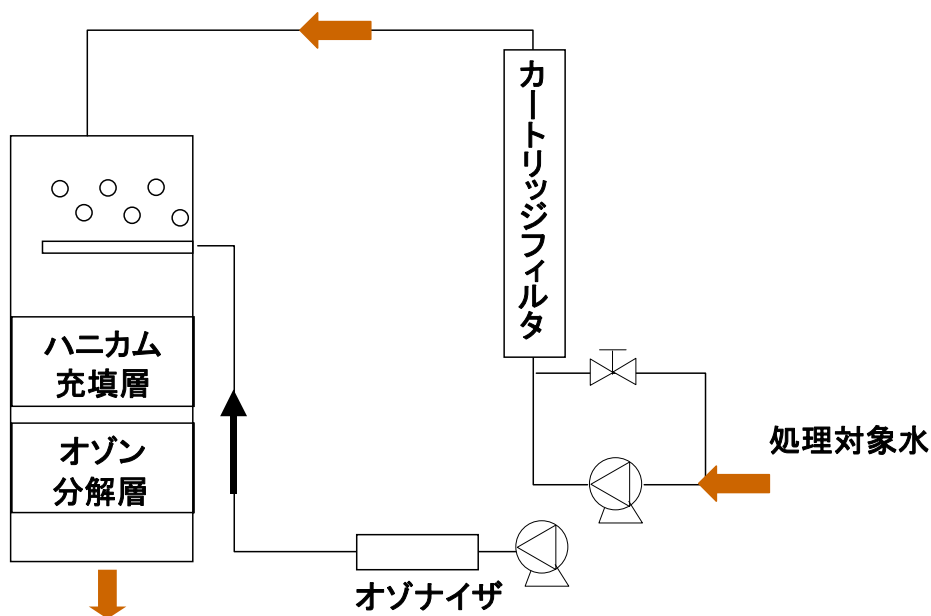 カートリッジフィルタ
ハニカム
充填層
オゾン
分解層
処理対象水
オゾナイザ